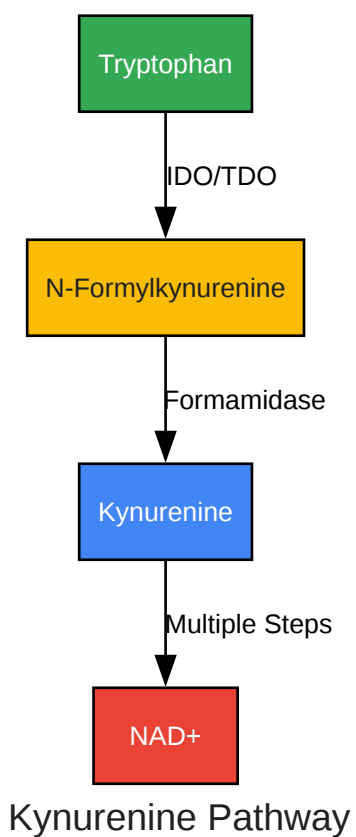 Tryptophan
IDO/TDO
N-Formylkynurenine
Formamidase
Kynurenine
Multiple Steps
NAD+
Kynurenine Pathway